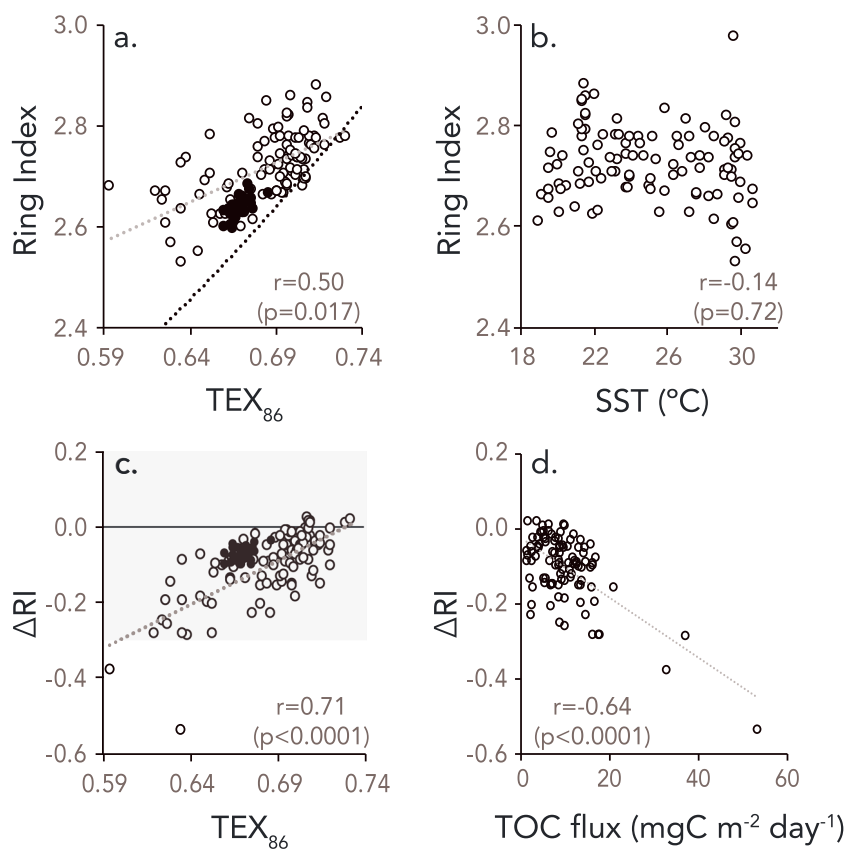 a.
3.0
2.8
2.6
2.4
Ring Index
r=0.50
(p=0.017)
0.59 0.64 0.69 0.74
TEX86
b.
3.0
2.8
2.6
2.4
Ring Index
r=-0.14
(p=0.72)
18 22 26 30
SST (ºC)
c.
0.2
0.0
-0.2
-0.4
-0.6
ΔRI
r=0.71
(p<0.0001)
0.59 0.64 0.69 0.74
TEX86
d.
0.2
0.0
-0.2
-0.4
-0.6
ΔRI
r=-0.64
(p<0.0001)
0 20 40 60
TOC flux (mgC m-2 day-1)